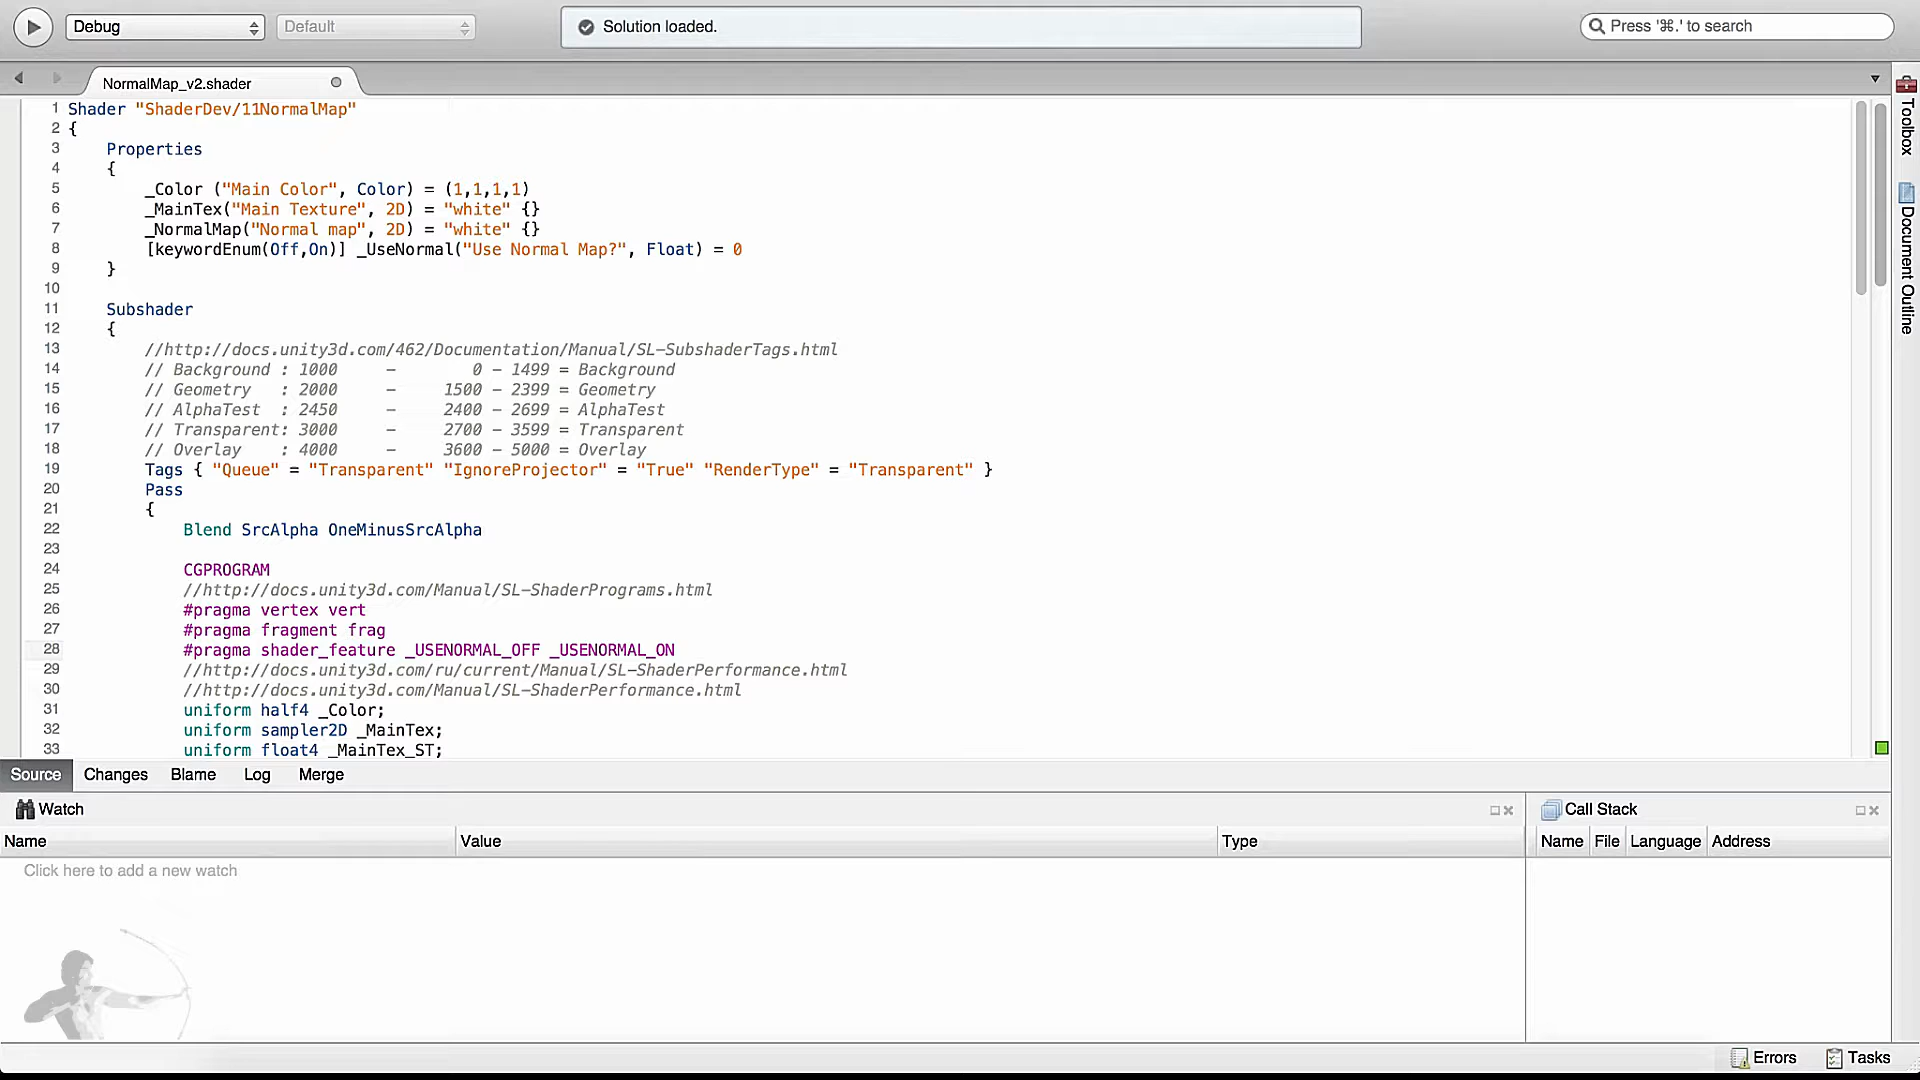 Debug
Default
Solution loaded.
Press '⌘.' to search
NormalMap_v2.shader
1 Shader "ShaderDev/11NormalMap"
2 {
3 Properties
4 {
5 _Color ("Main Color", Color) = (1,1,1,1)
6 _MainTex("Main Texture", 2D) = "white" {}
7 _NormalMap("Normal map", 2D) = "white" {}
8 [keywordEnum(Off,On)] _UseNormal("Use Normal Map?", Float) = 0
9 }
10
11 Subshader
12 {
13 //http://docs.unity3d.com/462/Documentation/Manual/SL-SubshaderTags.html
14 // Background : 1000 - 0 - 1499 = Background
15 // Geometry : 2000 - 1500 - 2399 = Geometry
16 // AlphaTest : 2450 - 2400 - 2699 = AlphaTest
17 // Transparent: 3000 - 2700 - 3599 = Transparent
18 // Overlay : 4000 - 3600 - 5000 = Overlay
19 Tags { "Queue" = "Transparent" "IgnoreProjector" = "True" "RenderType" = "Transparent" }
20 Pass
21 {
22 Blend SrcAlpha OneMinusSrcAlpha
23
24 CGPROGRAM
25 //http://docs.unity3d.com/Manual/SL-ShaderPrograms.html
26 #pragma vertex vert
27 #pragma fragment frag
28 #pragma shader_feature _USENORMAL_OFF _USENORMAL_ON
29 //http://docs.unity3d.com/ru/current/Manual/SL-ShaderPerformance.html
30 //http://docs.unity3d.com/Manual/SL-ShaderPerformance.html
31 uniform half4 _Color;
32 uniform sampler2D _MainTex;
33 uniform float4 _MainTex_ST;
Toolbox
Document Outline
Source Changes Blame Log Merge
Watch
Name Value Type
Click here to add a new watch
Call Stack
Name File Language Address
Errors Tasks